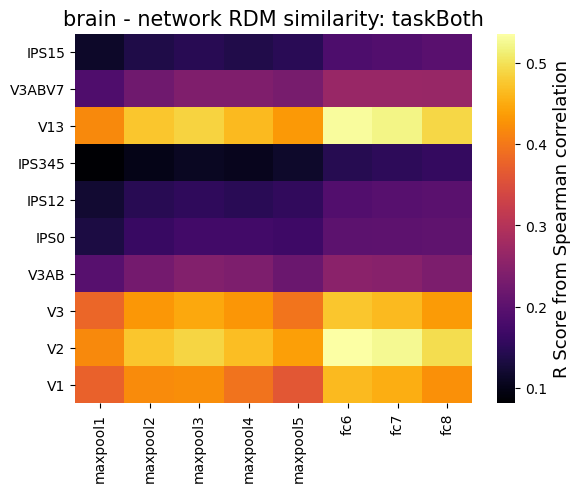 brain - network RDM similarity: taskBoth
IPS15
V3ABV7
V13
IPS345
IPS12
IPS0
V3AB
V3
V2
V1
maxpool1
maxpool2
maxpool3
maxpool4
maxpool5
fc6
fc7
fc8
0.5
0.4
0.3
0.2
0.1
R Score from Spearman correlation